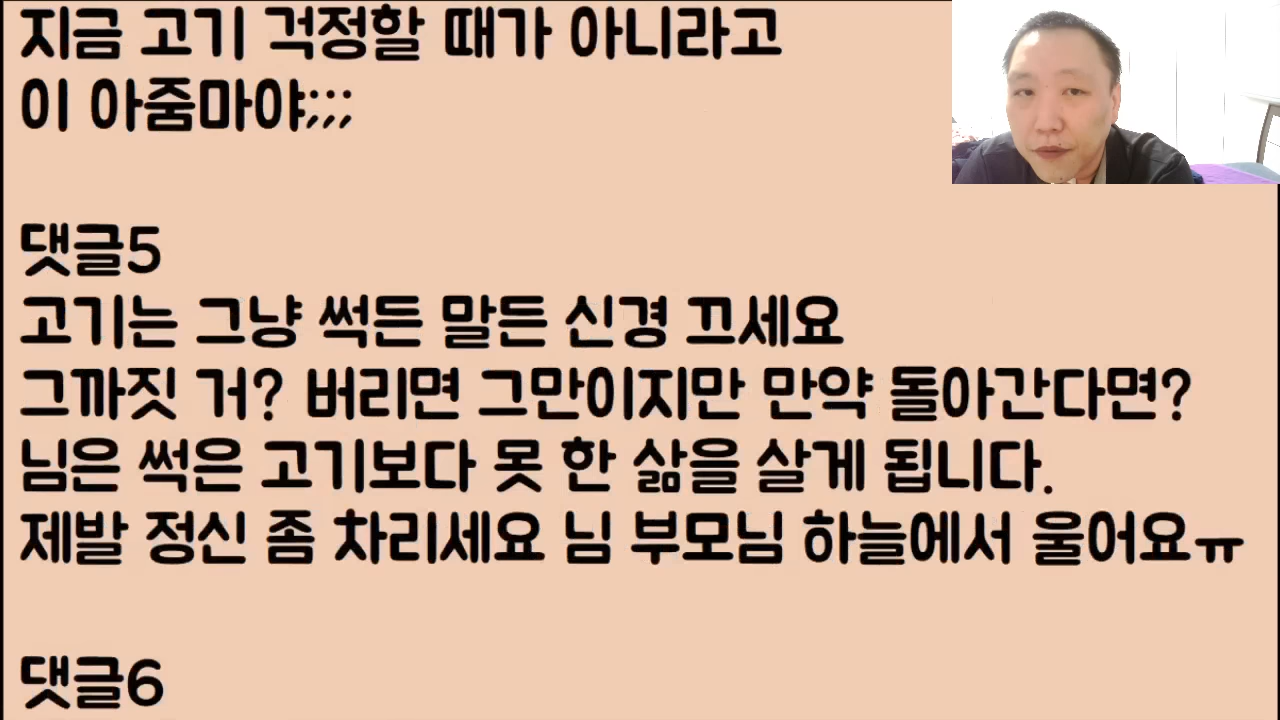 지금 고기 걱정할 때가 아니라고
이 아줌마야;;;
댓글5
고기는 그냥 썩든 말든 신경 끄세요
그까짓 거? 버리면 그만이지만 만약 돌아간다면?
님은 썩은 고기보다 못 한 삶을 살게 됩니다.
제발 정신 좀 차리세요 님 부모님 하늘에서 울어요ㅠ
댓글6